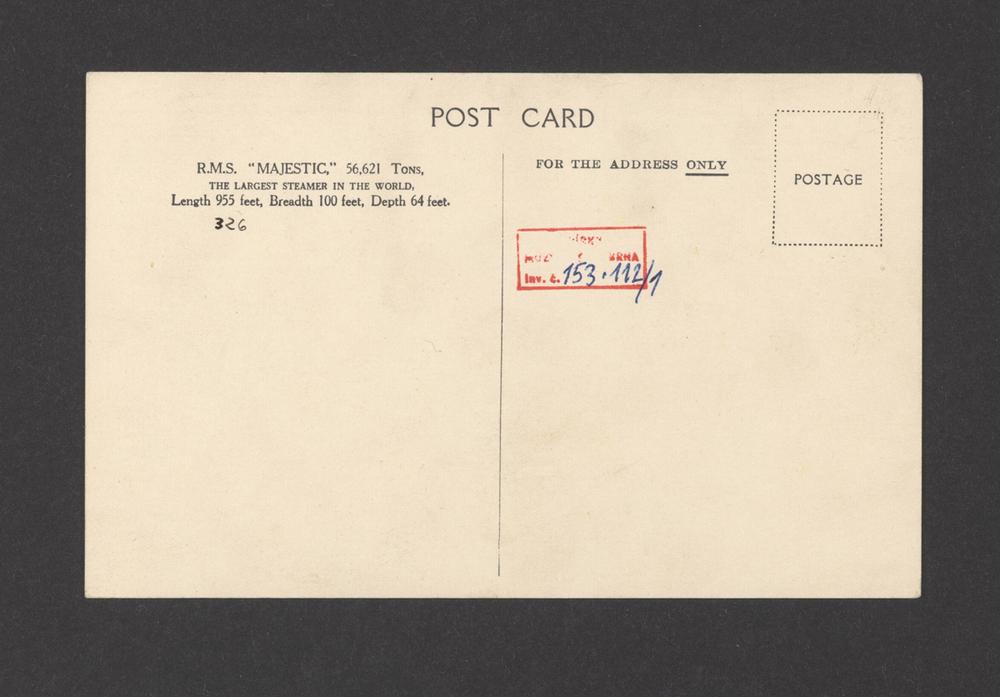 POST CARD
R.M.S. "MAJESTIC," 56,621 TONS,
THE LARGEST STEAMER IN THE WORLD,
Length 955 feet, Breadth 100 feet, Depth 64 feet.
326
FOR THE ADDRESS ONLY
POSTAGE
BRNA
Inv. č. 153.112/1